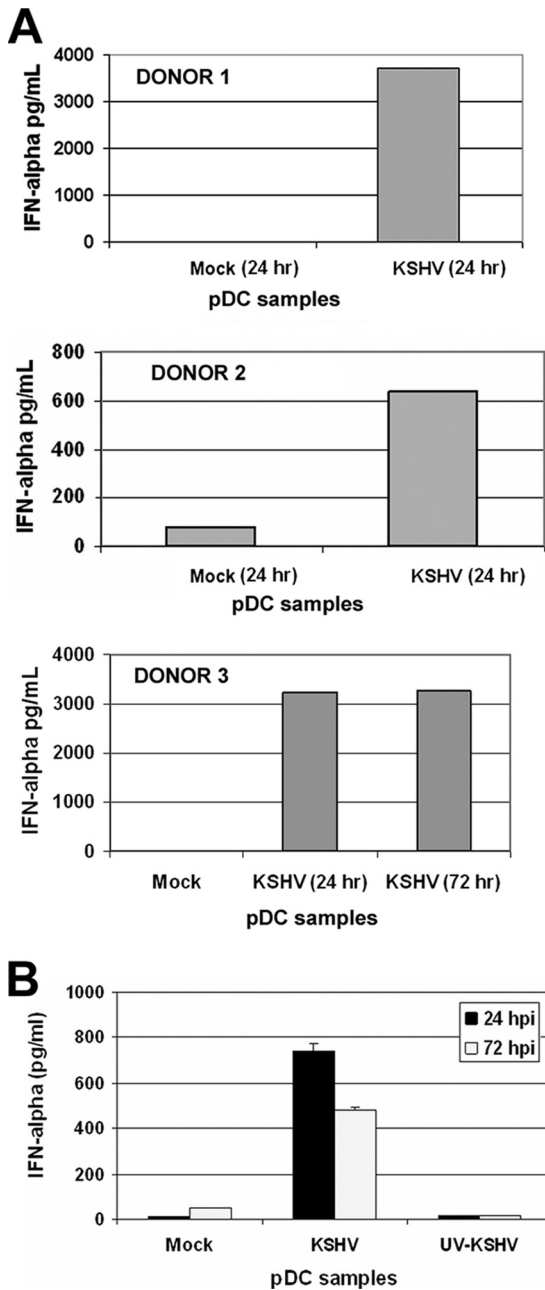 A
IFN-alpha pg/mL
4000
3000
2000
1000
0
DONOR 1
Mock (24 hr) KSHV (24 hr)
pDC samples
IFN-alpha pg/mL
800
600
400
200
0
DONOR 2
Mock (24 hr) KSHV (24 hr)
pDC samples
IFN-alpha pg/mL
4000
3000
2000
1000
0
DONOR 3
Mock KSHV (24 hr) KSHV (72 hr)
pDC samples
B
IFN-alpha (pg/ml)
1000
800
600
400
200
0
24 hpi
72 hpi
Mock KSHV UV-KSHV
pDC samples